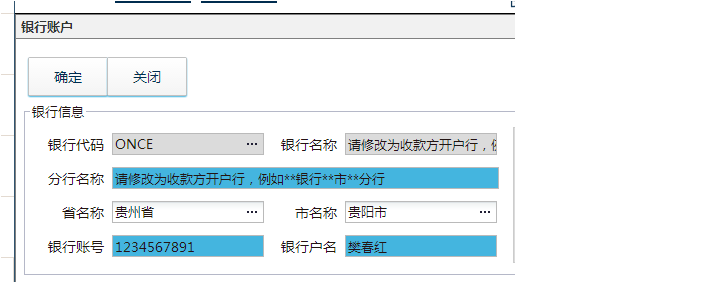 银行账户
确定 关闭
银行信息
银行代码 ONCE ... 银行名称 请修改为收款方开户行，例
分行名称 请修改为收款方开户行，例如**银行**市**分行
省名称 贵州省 ... 市名称 贵阳市 ...
银行账号 1234567891 银行户名 樊春红